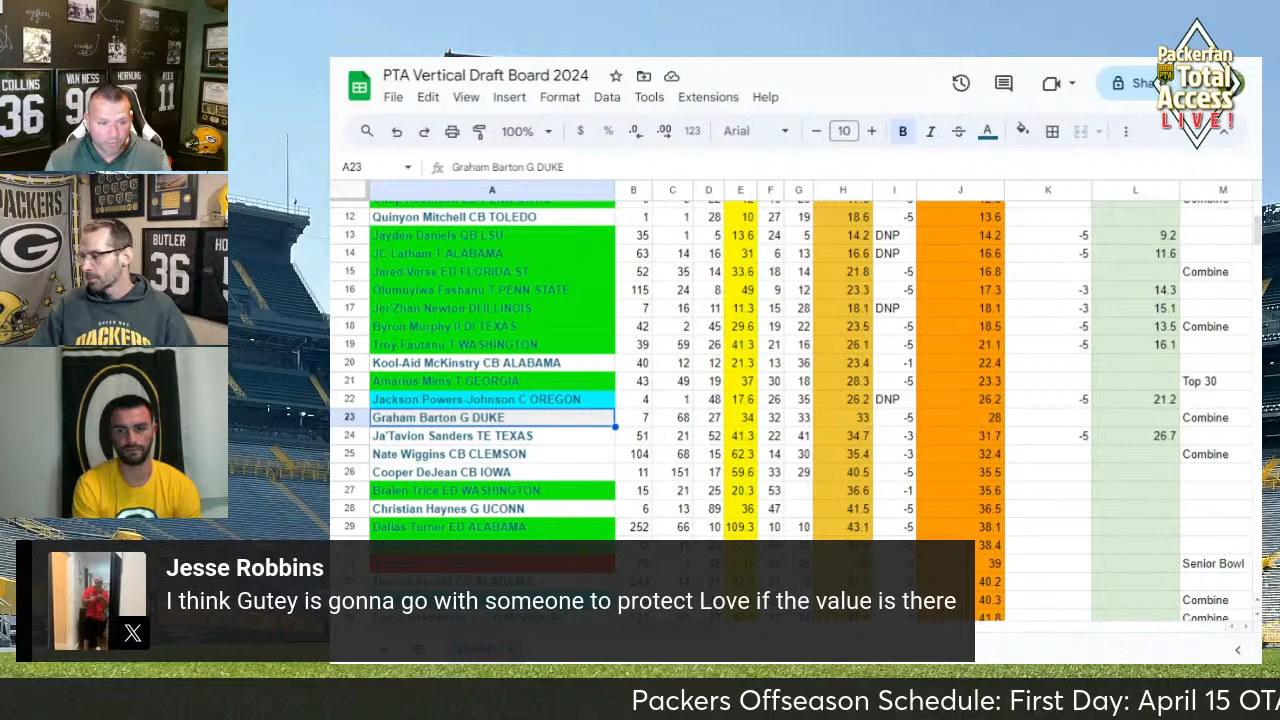 COLLINS VAN NESS HORNUNG ACES
36 11
PACKERS
G
BUTLER
36
GREEN BAY
PACKERS
PTA Vertical Draft Board 2024
File Edit View Insert Format Data Tools Extensions Help
Packerfan
PTA Total
Access
LIVE!
100% $ % .0 .00 123 Arial 10 B I A
A23 fx Graham Barton G DUKE
A B C D E F G H I J K L M
12 Quinyon Mitchell CB TOLEDO 1 1 28 10 27 19 18.6 -5 13.6
13 Jayden Daniels QB LSU 35 1 5 13.6 24 5 14.2 DNP 14.2 -5 9.2
14 JC Latham T ALABAMA 63 14 16 31 6 13 16.6 DNP 16.6 -5 11.6
15 Jared Verse ED FLORIDA ST 52 35 14 33.6 18 14 21.8 -5 16.8 Combine
16 Olumuyiwa Fashanu T PENN STATE 115 24 8 49 9 12 23.3 -5 17.3 -3 14.3
17 Jer'Zhan Newton DI ILLINOIS 7 16 11 11.3 15 28 18.1 DNP 18.1 -3 15.1
18 Byron Murphy II DI TEXAS 42 2 45 29.6 19 22 23.5 -5 18.5 -5 13.5 Combine
19 Troy Fautanu T WASHINGTON 39 59 26 41.3 21 16 26.1 -5 21.1 -5 16.1
20 Kool-Aid McKinstry CB ALABAMA 40 12 12 21.3 13 36 23.4 -1 22.4
21 Amarius Mims T GEORGIA 43 49 19 37 30 18 28.3 -5 23.3 Top 30
22 Jackson Powers-Johnson C OREGON 4 1 48 17.6 26 35 26.2 DNP 26.2 -5 21.2
23 Graham Barton G DUKE 7 68 27 34 32 33 33 -5 28 Combine
24 Ja'Tavion Sanders TE TEXAS 51 21 52 41.3 22 41 34.7 -3 31.7 -5 26.7
25 Nate Wiggins CB CLEMSON 104 68 15 62.3 14 30 35.4 -3 32.4 Combine
26 Cooper DeJean CB IOWA 11 151 17 59.6 33 29 40.5 -5 35.5
27 Bralen Trice ED WASHINGTON 15 21 25 20.3 53 36.6 -1 35.6
28 Christian Haynes G UCONN 6 13 89 36 47 41.5 -5 36.5
29 Dallas Turner ED ALABAMA 252 66 10 109.3 10 10 43.1 -5 38.1
38.4
39 Senior Bowl
40.2
40.3 Combine
41.8 Combine
Jesse Robbins
I think Gutey is gonna go with someone to protect Love if the value is there
Packers Offseason Schedule: First Day: April 15 OTA